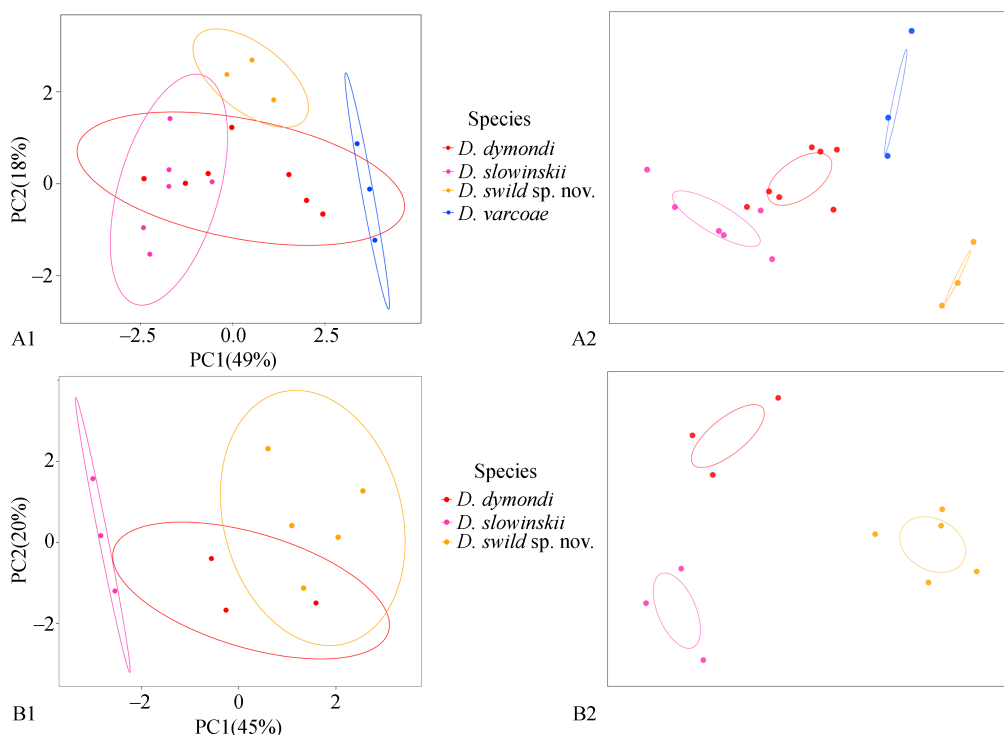 2
0
−2
PC2(18%)
−2.5
0.0
2.5
PC1(49%)
A1
Species
D. dymondi
D. slowinskii
D. swild sp. nov.
D. varcoae
A2
2
0
−2
PC2(20%)
−2
0
2
PC1(45%)
B1
Species
D. dymondi
D. slowinskii
D. swild sp. nov.
B2